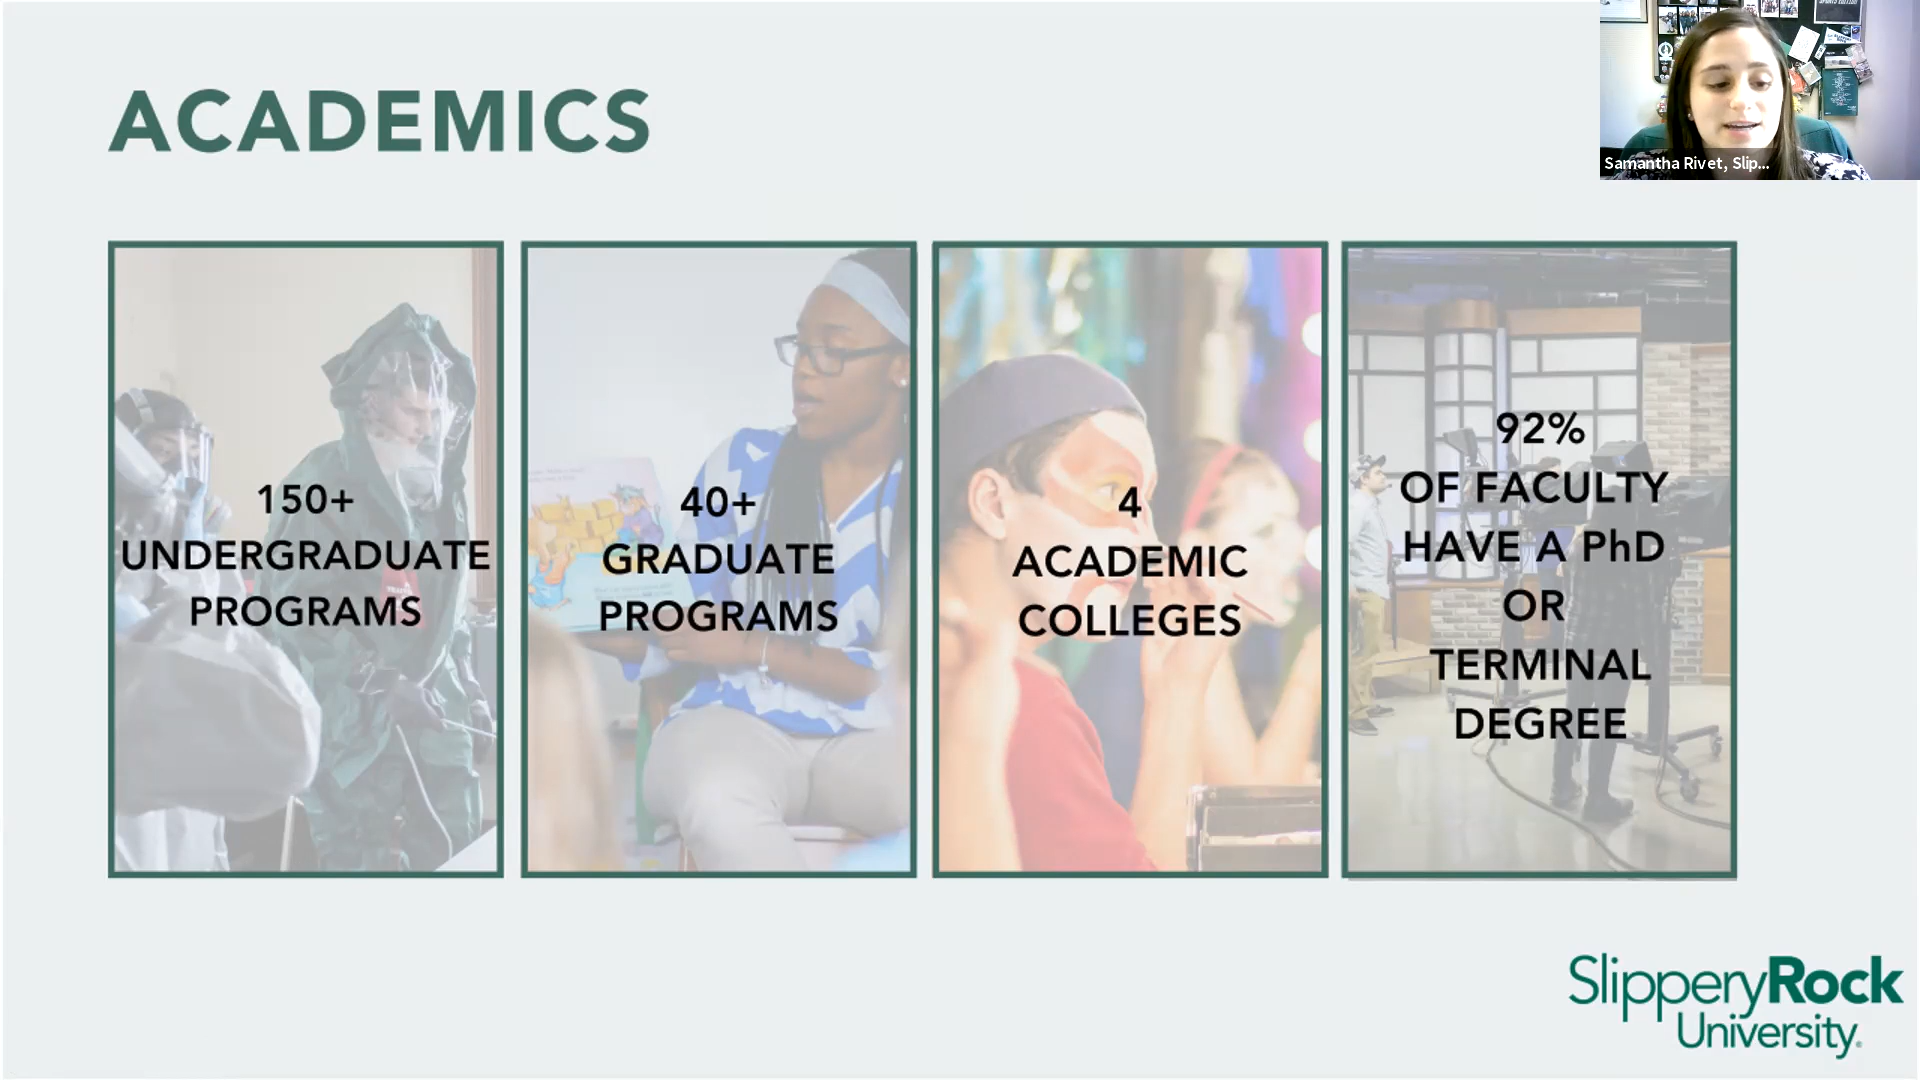 ACADEMICS
Samantha Rivet, Slip...
150+
UNDERGRADUATE
PROGRAMS
40+
GRADUATE
PROGRAMS
4
ACADEMIC
COLLEGES
92%
OF FACULTY
HAVE A PhD
OR
TERMINAL
DEGREE
SlipperyRock
University®